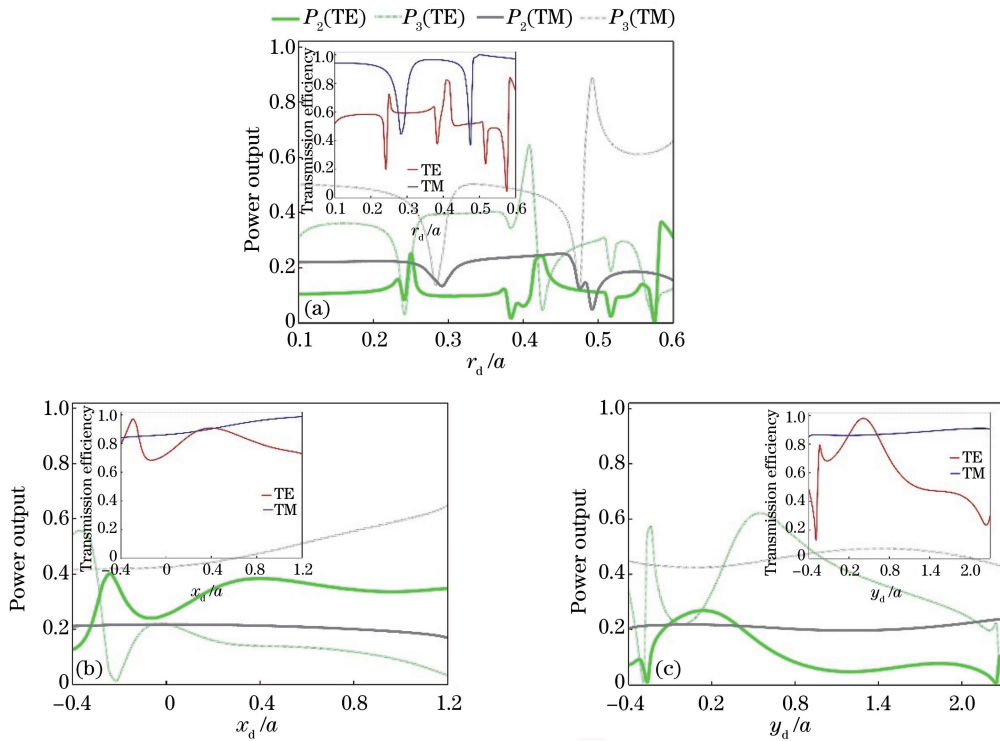 P2(TE) P3(TE) P2(TM) P3(TM)
Power output
1.0
0.8
0.6
0.4
0.2
0
0.1 0.2 0.3 0.4 0.5 0.6
rd/a
(a)
Transmission efficiency
1.0
0.8
0.6
0.4
0.2
0
0.1 0.2 0.3 0.4 0.5 0.6
rd/a
TE
TM
Power output
1.0
0.8
0.6
0.4
0.2
0
−0.4 0 0.4 0.8 1.2
xd/a
(b)
Transmission efficiency
1.0
0.8
0.6
0.4
0.2
0
−0.4 0 0.4 0.8 1.2
xd/a
TE
TM
Power output
1.0
0.8
0.6
0.4
0.2
0
−0.4 0.2 0.8 1.4 2.0
yd/a
(c)
Transmission efficiency
1.0
0.8
0.6
0.4
0.2
0
−0.4 0.2 0.8 1.4 2.0
yd/a
TE
TM